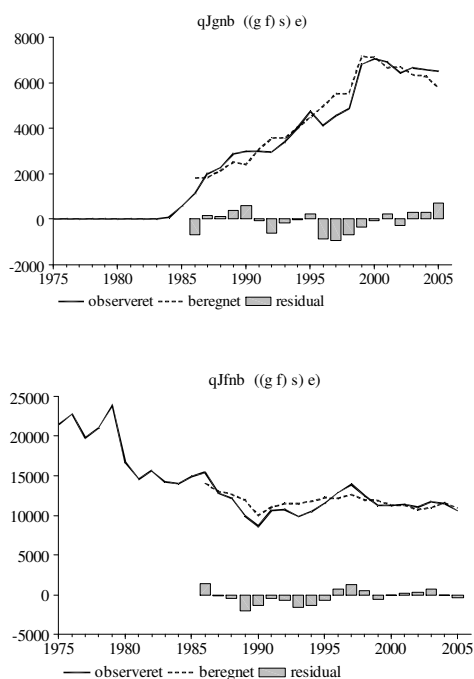 qJgnb ((g f) s) e)
8000
6000
4000
2000
0
-2000
1975 1980 1985 1990 1995 2000 2005
observeret beregnet residual
qJfnb ((g f) s) e)
25000
20000
15000
10000
5000
0
-5000
1975 1980 1985 1990 1995 2000 2005
observeret beregnet residual